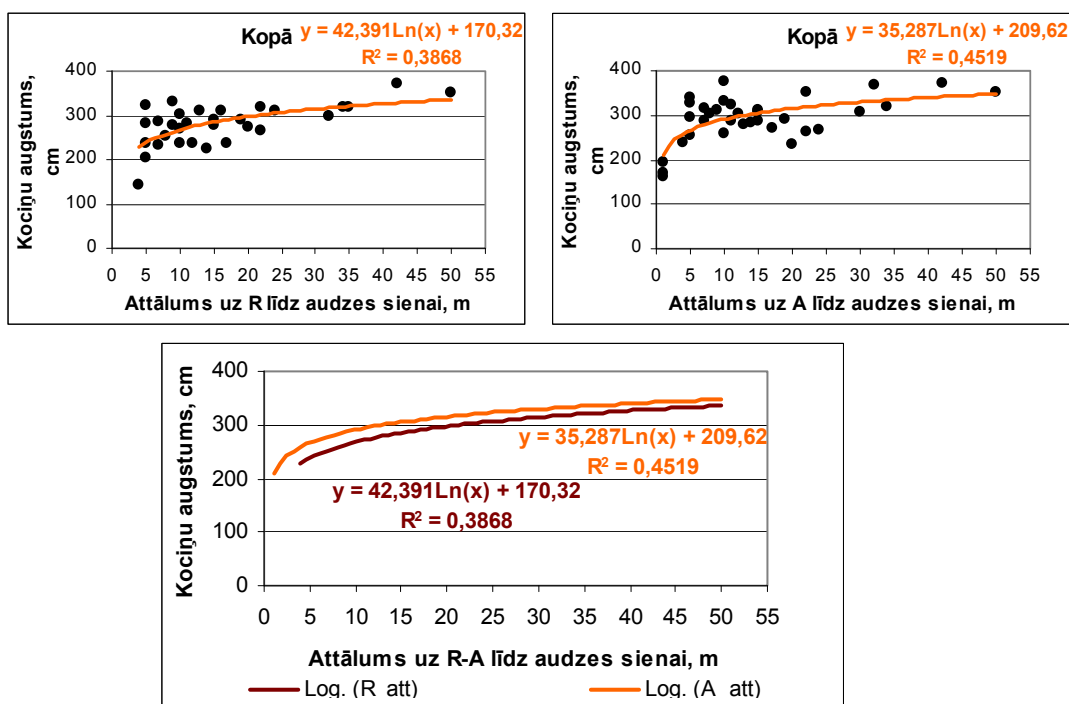 Kopā
y = 42,391Ln(x) + 170,32
R² = 0,3868
Kociņu augstums,
cm
400
300
200
100
0
0 5 10 15 20 25 30 35 40 45 50 55
Attālums uz R līdz audzes sienai, m
Kopā
y = 35,287Ln(x) + 209,62
R² = 0,4519
Kociņu augstums,
cm
400
300
200
100
0
0 5 10 15 20 25 30 35 40 45 50 55
Attālums uz A līdz audzes sienai, m
Kociņu augstums, cm
400
300
200
100
0
y = 35,287Ln(x) + 209,62
R² = 0,4519
y = 42,391Ln(x) + 170,32
R² = 0,3868
0 5 10 15 20 25 30 35 40 45 50 55
Attālums uz R-A līdz audzes sienai, m
Log. (R att)
Log. (A att)